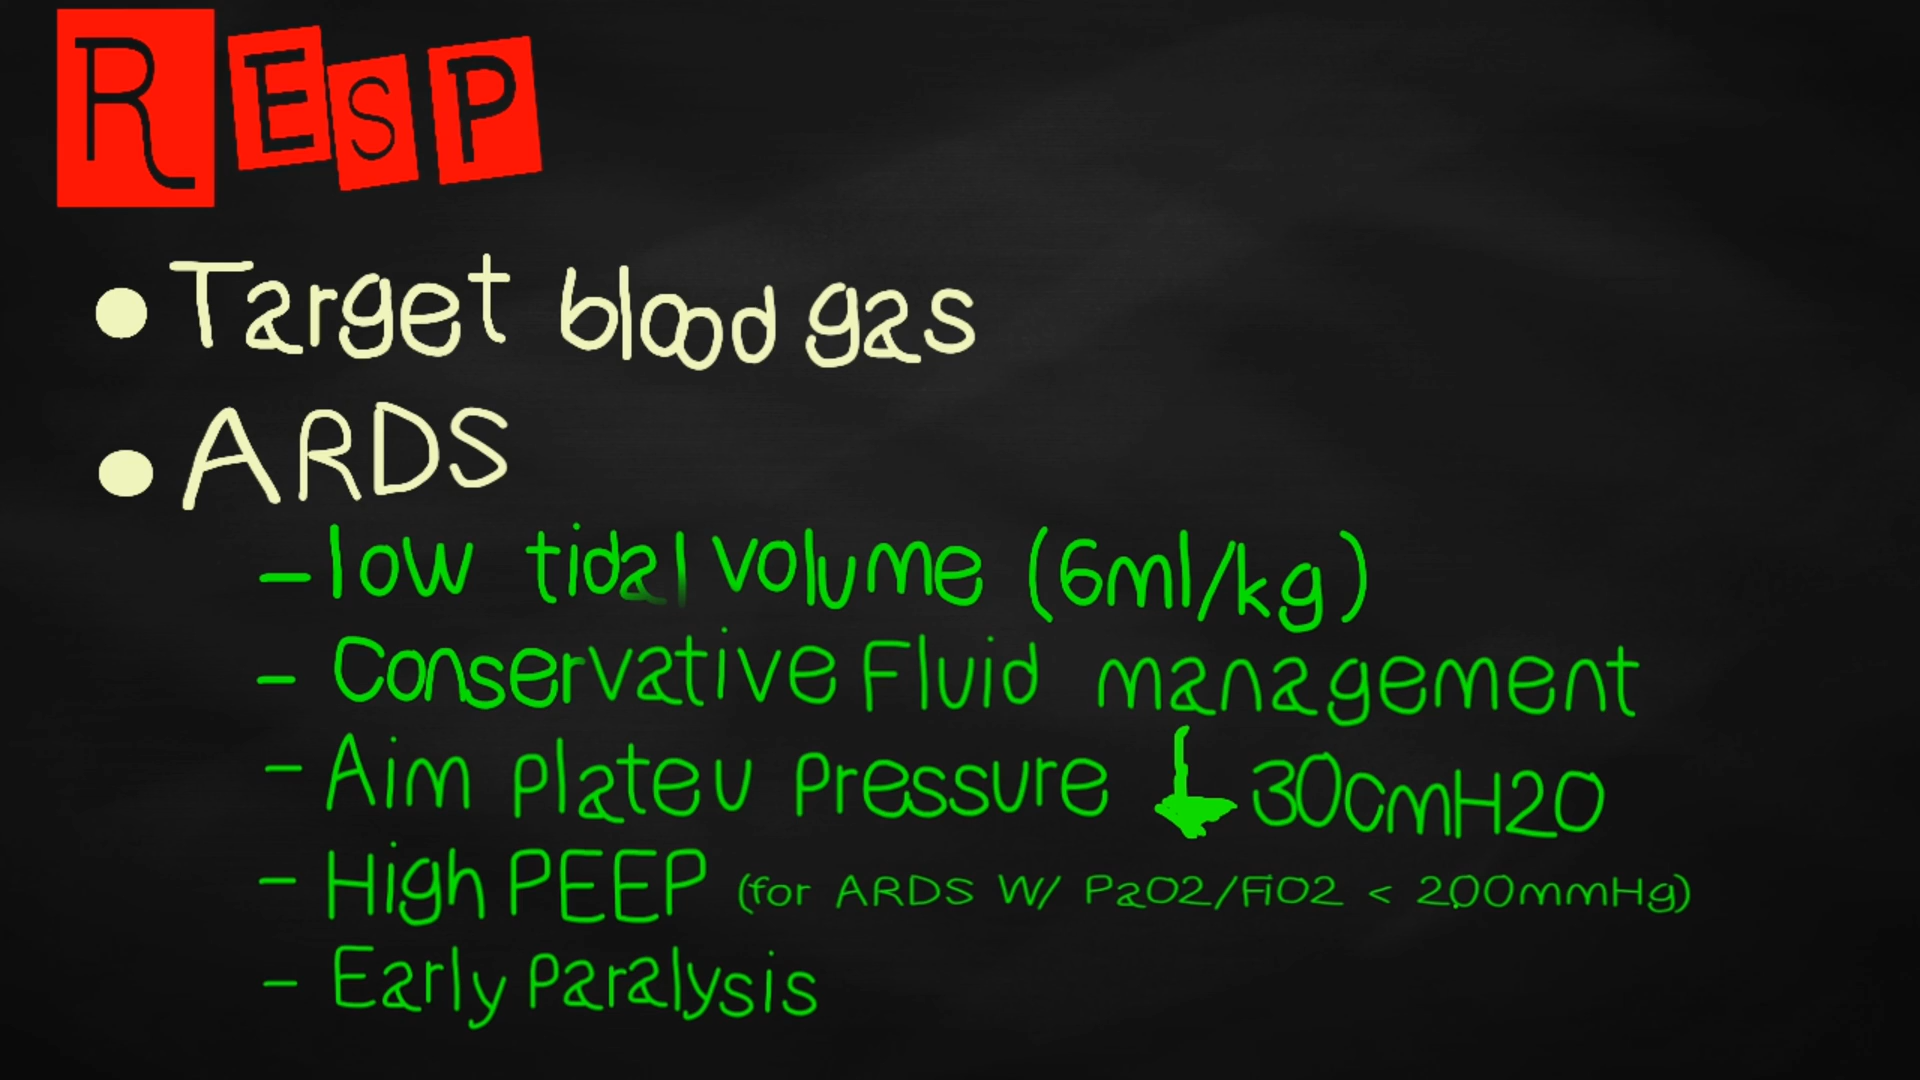 RESP
• Target blood gas
• ARDS
– low tidal volume (6ml/kg)
– Conservative Fluid management
– Aim plateu pressure ↓ 30cmH2O
– High PEEP (for ARDS W/ PaO2/FiO2 < 200mmHg)
– Early paralysis